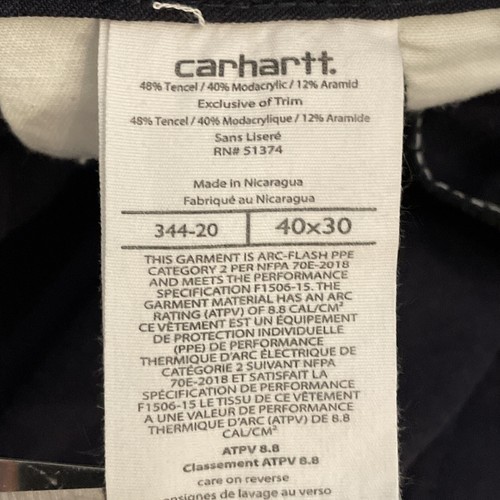 carhartt.
48% Tencel / 40% Modacrylic / 12% Aramid
Exclusive of Trim
48% Tencel / 40% Modacrylique / 12% Aramide
Sans Liseré
RN# 51374
Made in Nicaragua
Fabriqué au Nicaragua
344-20 40x30
THIS GARMENT IS ARC-FLASH PPE
CATEGORY 2 PER NFPA 70E-2018
AND MEETS THE PERFORMANCE
SPECIFICATION F1506-15. THE
GARMENT MATERIAL HAS AN ARC
RATING (ATPV) OF 8.8 CAL/CM²
CE VÊTEMENT EST UN ÉQUIPEMENT
DE PROTECTION INDIVIDUELLE
(PPE) DE PERFORMANCE
THERMIQUE D'ARC ÉLECTRIQUE DE
CATÉGORIE 2 SUIVANT NFPA
70E-2018 ET SATISFAIT LA
SPÉCIFICATION DE PERFORMANCE
F1506-15 LE TISSU DE CE VÊTEMENT
A UNE VALEUR DE PERFORMANCE
THERMIQUE D'ARC (ATPV) DE 8.8
CAL/CM²
ATPV 8.8
Classement ATPV 8.8
care on reverse
consignes de lavage au verso